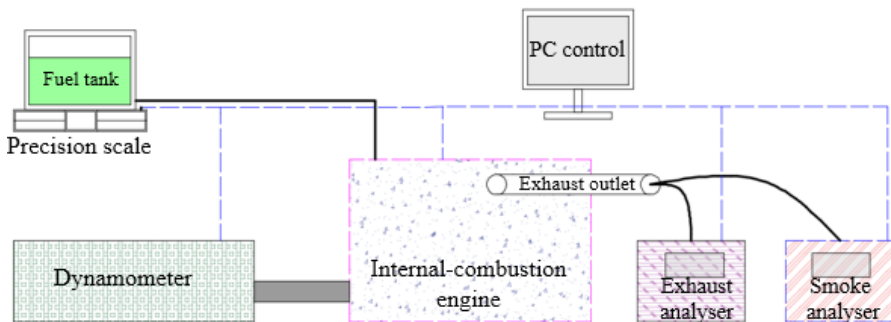 Fuel tank
Precision scale
PC control
Exhaust outlet
Dynamometer
Internal-combustion
engine
Exhaust
analyser
Smoke
analyser